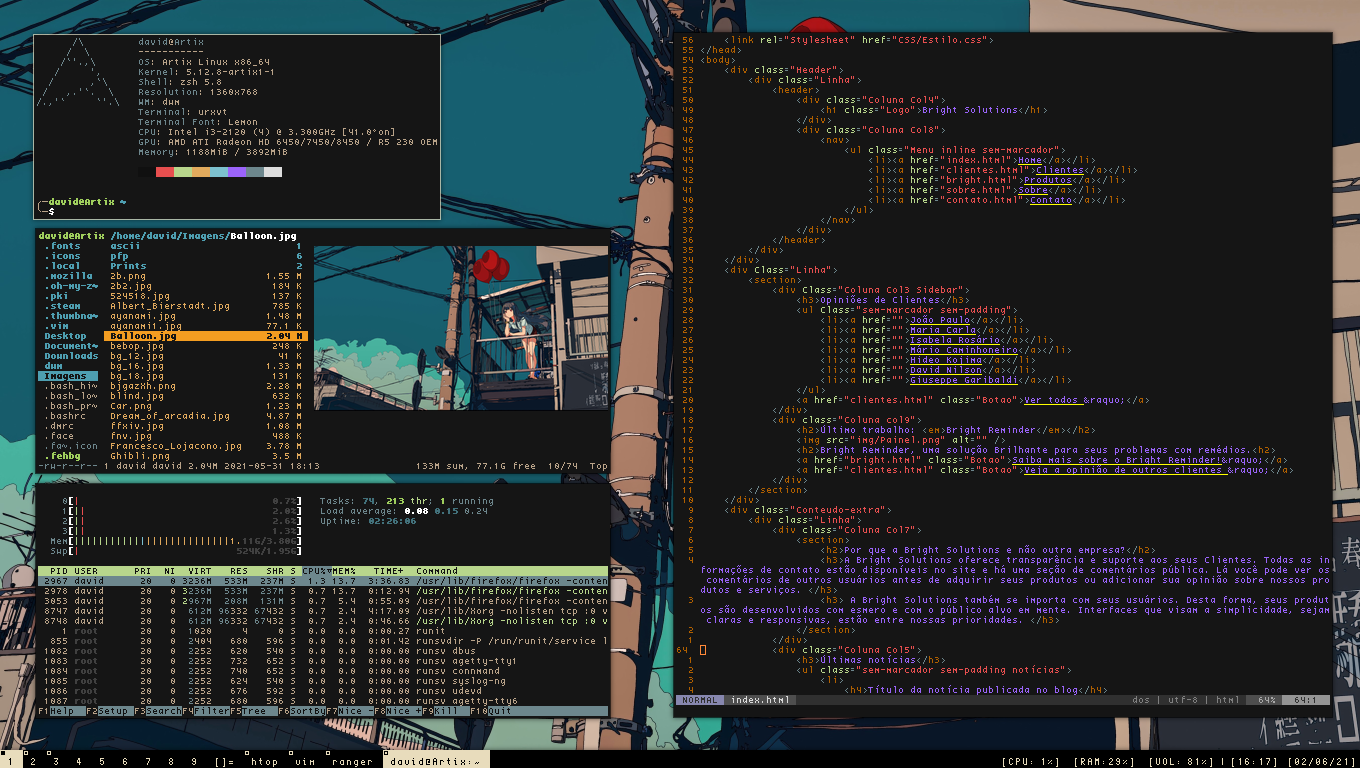 david@Artix
-----------
OS: Artix Linux x86_64
Kernel: 5.12.8-artix1-1
Shell: zsh 5.8
Resolution: 1360x768
WM: dwm
Terminal: urxvt
Terminal Font: Lemon
CPU: Intel i3-2120 (4) @ 3.300GHz [41.0°on]
GPU: AMD ATI Radeon HD 6450/7450/8450 / R5 230 OEM
Memory: 1188MiB / 3892MiB
david@Artix ~
$
david@Artix /home/david/Imagens/Balloon.jpg
.fonts ascii 1
.icons pfp 6
.local Prints 2
.mozilla 2b.png 1.55 M
.oh-my-z~ 2b2.jpg 184 K
.pki 524518.jpg 137 K
.steam Albert_Bierstadt.jpg 785 K
.thumbna~ ayanami.jpg 148 K
.vim ayanami1.jpg 77.1 K
Desktop Balloon.jpg 2.04 M
Document~ bebop.jpg 248 K
Downloads bg_12.jpg 41 K
dwm bg_16.jpg 1.33 M
Imagens bg_18.jpg 131 K
.bash_hi~ bjgazXh.png 2.28 M
.bash_lo~ blind.jpg 632 K
.bash_pr~ Car.png 1.23 M
.bashrc Dream_of_arcadia.jpg 4.87 M
.dmrc ffxiv.jpg 1.08 M
.face fnv.jpg 488 K
.fav.icon Francesco_Lojacono.jpg 3.78 M
.fehbg Ghibli.png 3.5 M
-rw-r--r-- 1 david david 2.04M 2021-05-31 18:13 133M sum, 77.1G free 10/74 Top
0[| 0.7%] Tasks: 74, 213 thr; 1 running
1[|| 2.0%] Load average: 0.08 0.15 0.24
2[|| 2.6%] Uptime: 02:26:06
3[| 1.3%]
Mem[ 1.11G/3.80G]
Swp[| 524K/1.95G]
PID USER PRI NI VIRT RES SHR S CPU%▽MEM% TIME+ Command
2967 david 20 0 3236M 533M 237M S 1.3 13.7 3:36.83 /usr/lib/firefox/firefox -conten
2978 david 20 0 3236M 533M 237M S 0.7 13.7 0:12.94 /usr/lib/firefox/firefox -conten
3053 david 20 0 2967M 208M 131M S 0.7 5.4 0:55.09 /usr/lib/firefox/firefox -conten
8747 david 20 0 612M 96332 67432 S 0.7 2.4 4:17.09 /usr/lib/Xorg -nolisten tcp :0 v
8748 david 20 0 612M 96332 67432 S 0.7 2.4 0:46.66 /usr/lib/Xorg -nolisten tcp :0 v
1 root 20 0 1020 4 0 S 0.0 0.0 0:00.27 runit
855 root 20 0 2404 680 596 S 0.0 0.0 0:01.42 runsvdir -P /run/runit/service l
1082 root 20 0 2252 620 540 S 0.0 0.0 0:00.00 runsv dbus
1083 root 20 0 2252 732 652 S 0.0 0.0 0:00.00 runsv agetty-tty1
1084 root 20 0 2252 740 652 S 0.0 0.0 0:00.00 runsv connmand
1085 root 20 0 2252 624 540 S 0.0 0.0 0:00.00 runsv syslog-ng
1086 root 20 0 2252 676 592 S 0.0 0.0 0:00.00 runsv udevd
1087 root 20 0 2252 680 600 S 0.0 0.0 0:00.00 runsv agetty-tty6
F1Help F2Setup F3SearchF4FilterF5Tree F6SortByF7Nice -F8Nice +F9Kill F10Quit
56 <link rel="Stylesheet" href="CSS/Estilo.css">
55 </head>
54 <body>
53 <div class="Header">
52 <div class="Linha">
51 <header>
50 <div class="Coluna Col4">
49 <h1 class="Logo">Bright Solutions</h1>
48 </div>
47 <div class="Coluna Col8">
46 <nav>
45 <ul class="Menu inline sem-marcador">
44 <li><a href="index.html">Home</a></li>
43 <li><a href="clientes.html">Clientes</a></li>
42 <li><a href="bright.html">Produtos</a></li>
41 <li><a href="sobre.html">Sobre</a></li>
40 <li><a href="contato.html">Contato</a></li>
39 </ul>
38 </nav>
37 </div>
36 </header>
35 </div>
34 </div>
33 <div class="Linha">
32 <section>
31 <div class="Coluna Col3 Sidebar">
30 <h3>Opiniões de Clientes</h3>
29 <ul class="sem-marcador sem-padding">
28 <li><a href="">João Paulo</a></li>
27 <li><a href="">Maria Carla</a></li>
26 <li><a href="">Isabela Rosário</a></li>
25 <li><a href="">Mário Caminhoneiro</a></li>
24 <li><a href="">Hideo Kojima</a></li>
23 <li><a href="">David Nilson</a></li>
22 <li><a href="">Giuseppe Garibaldi</a></li>
21 </ul>
20 <a href="clientes.html" class="Botao">Ver todos &raquo;</a>
19 </div>
18 <div class="Coluna col9">
17 <h2>Último trabalho: <em>Bright Reminder</em></h2>
16 <img src="img/Painel.png" alt="" />
15 <h2>Bright Reminder, uma solução Brilhante para seus problemas com remédios.<h2>
14 <a href="bright.html" class="Botao">Saiba mais sobre o Bright Reminder!&raquo;</a>
13 <a href="clientes.html" class="Botao">Veja a opinião de outros clientes &raquo;</a>
12 </div>
11 </section>
10 </div>
9 <div class="Conteudo-extra">
8 <div class="Linha">
7 <div class="Coluna Col7">
6 <section>
5 <h2>Por que a Bright Solutions e não outra empresa?</h2>
4 <h3>A Bright Solutions oferece transparência e suporte aos seus Clientes. Todas as in
formações de contato estão disponíveis no site e há uma seção de comentários pública. Lá você pode ver os
comentários de outros usuários antes de adquirir seus produtos ou adicionar sua opinião sobre nossos pro
dutos e serviços. </h3>
3 <h3> A Bright Solutions também se importa com seus usuários. Desta forma, seus produt
os são desenvolvidos com esmero e com o público alvo em mente. Interfaces que visam a simplicidade, sejam
claras e responsivas, estão entre nossas prioridades. </h3>
2 </section>
1 </div>
64 <div class="Coluna Col5">
1 <h3>Últimas notícias</h3>
2 <ul class="sem-marcador sem-padding notícias">
3 <li>
4 <h4>Título da notícia publicada no blog</h4>
NORMAL index.html dos | utf-8 | html 64% 64:1
1 2 3 4 5 6 7 8 9 []= htop vim ranger david@Artix:~ [CPU: 1%] [RAM:29%] [VOL: 81%] | [16:17] [02/06/21]